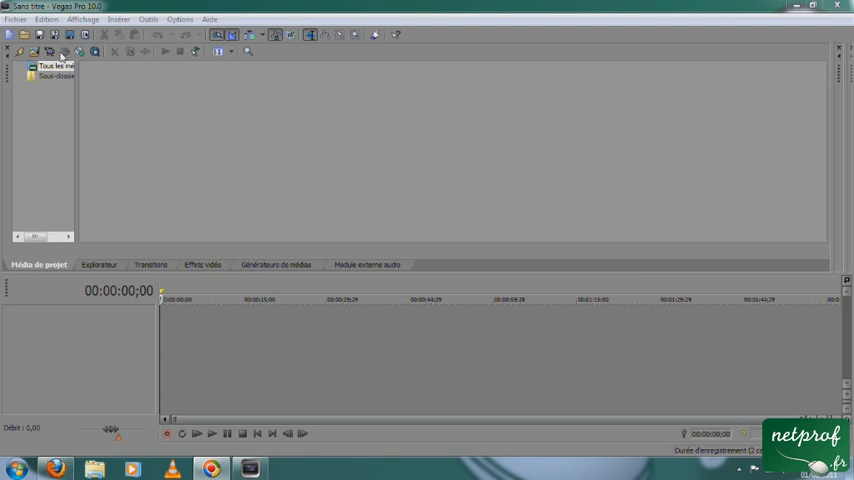 Sans titre - Vegas Pro 10.0
Fichier Edition Affichage Insérer Outils Options Aide
Tous les mé
Sous-dossie
Média de projet Explorateur Transitions Effets vidéo Générateurs de médias Module externe audio
00:00:00;00
0:00:00;00 00:00:15;00 00:00:29;29 00:00:44;29 00:00:59;28 00:01:15;00 00:01:29;29 00:01:44;29 00:0
Débit : 0,00
00:00:00;00
Durée d'enregistrement (2 ca
netprof
.fr